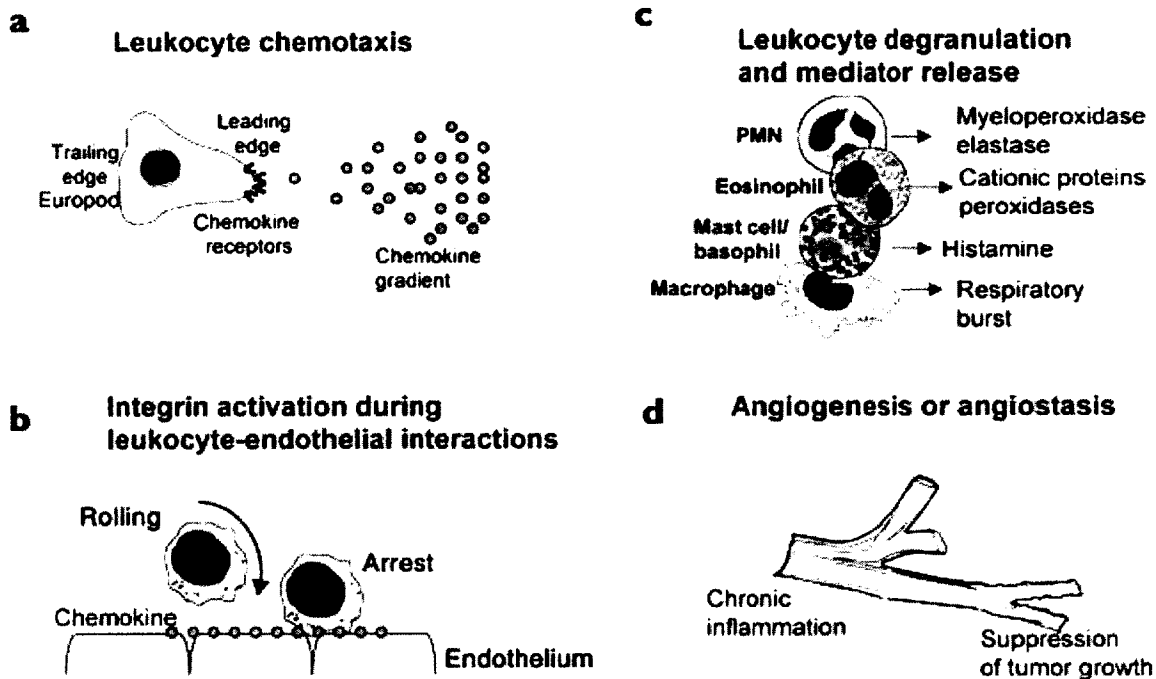 a
Leukocyte chemotaxis
Leading
edge
Trailing
edge
Europod
Chemokine
receptors
Chemokine
gradient
b
Integrin activation during
leukocyte-endothelial interactions
Rolling
Arrest
Chemokine
Endothelium
c
Leukocyte degranulation
and mediator release
PMN
Myeloperoxidase
elastase
Eosinophil
Cationic proteins
peroxidases
Mast cell/
basophil
Histamine
Macrophage
Respiratory
burst
d
Angiogenesis or angiostasis
Chronic
inflammation
Suppression
of tumor growth